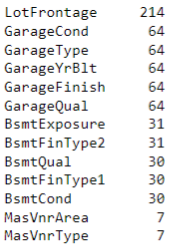 LotFrontage 214
GarageCond 64
GarageType 64
GarageYrBlt 64
GarageFinish 64
GarageQual 64
BsmtExposure 31
BsmtFinType2 31
BsmtQual 30
BsmtFinType1 30
BsmtCond 30
MasVnrArea 7
MasVnrType 7